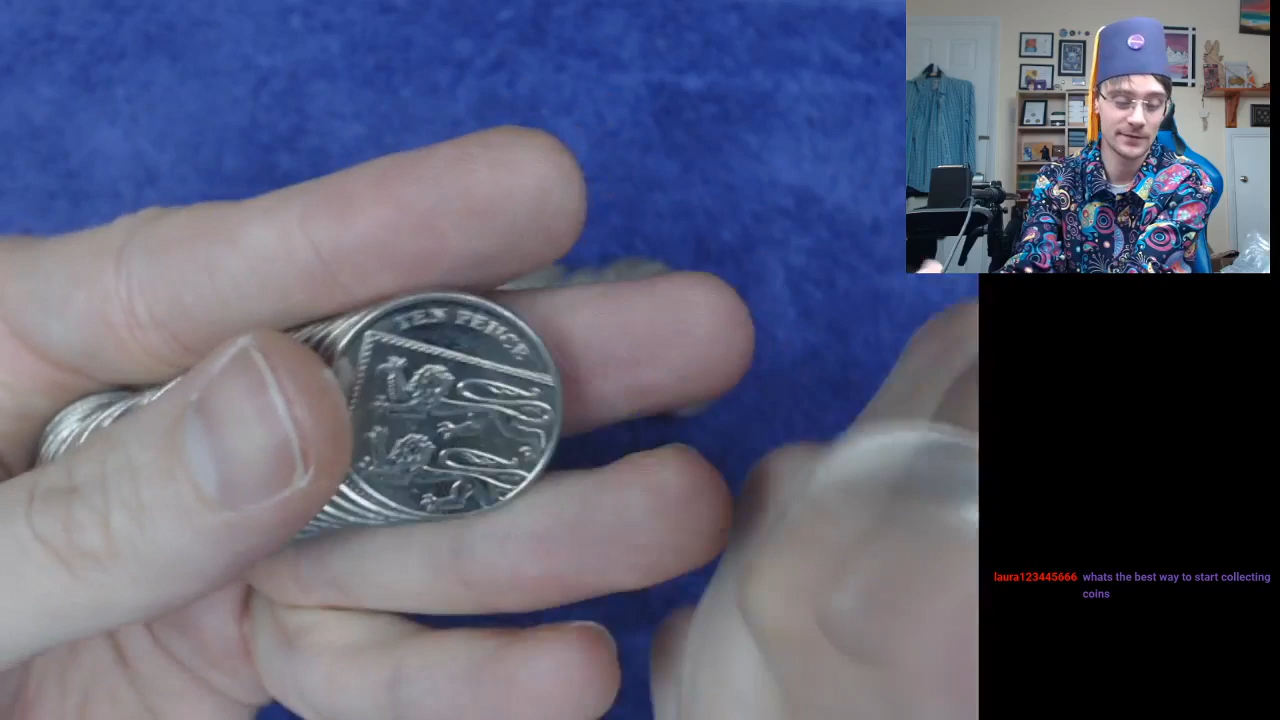 TEN PENCE
laura123445666 whats the best way to start collecting
coins